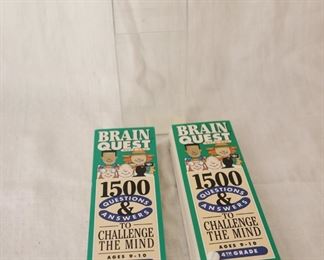 BRAIN
QUEST
1500
QUESTIONS
&
ANSWERS
TO
CHALLENGE
THE MIND
AGES 9-10
BRAIN
QUEST
1500
QUESTIONS
&
ANSWERS
TO
CHALLENGE
THE MIND
AGES 9-10
4TH GRADE